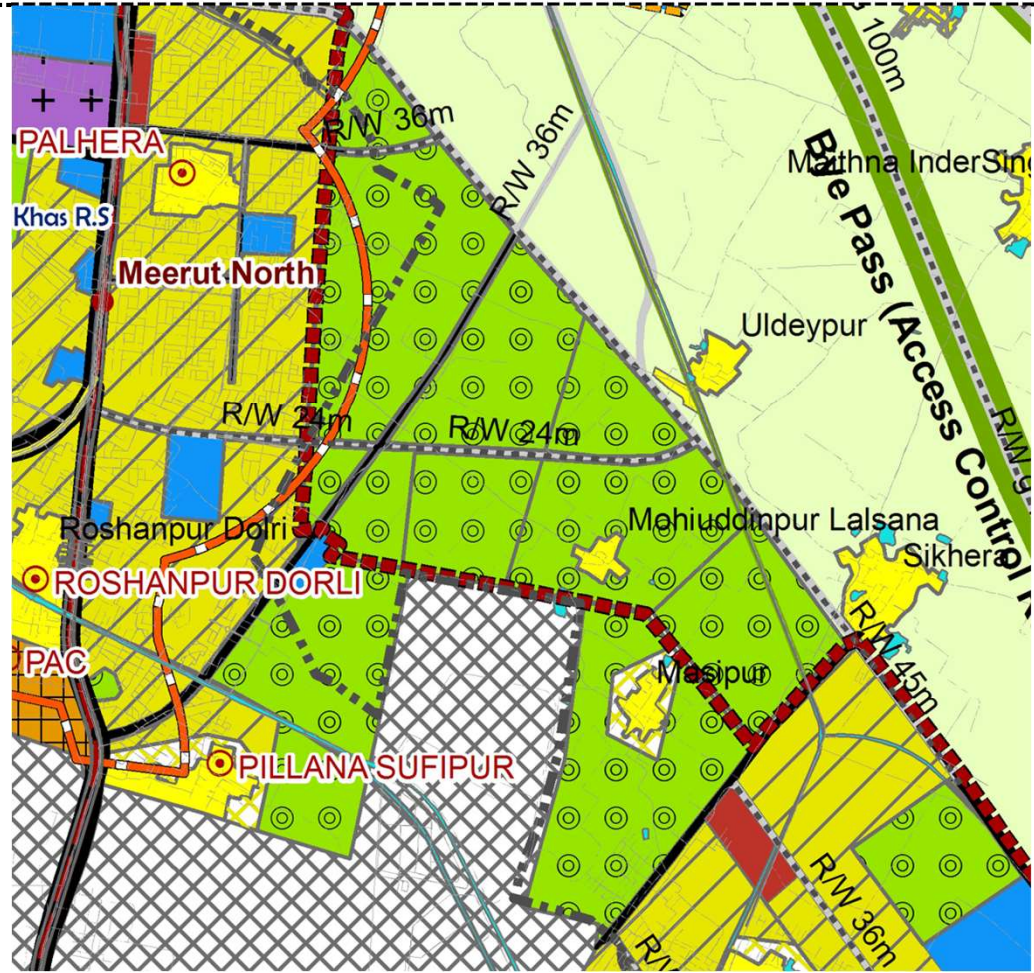 100m
R/W 36m
R/W 36m
PALHERA
Maithna InderSing
Khas R.S
Bye Pass (Access Control R
Meerut North
Uldeypur
R/W 24m
R/W 24m
R/W 9
Roshanpur Dolri
Mohiuddinpur Lalsana
Sikhera
ROSHANPUR DORLI
R/W 45m
PAC
Masipur
PILLANA SUFIPUR
R/W 36m
R/W